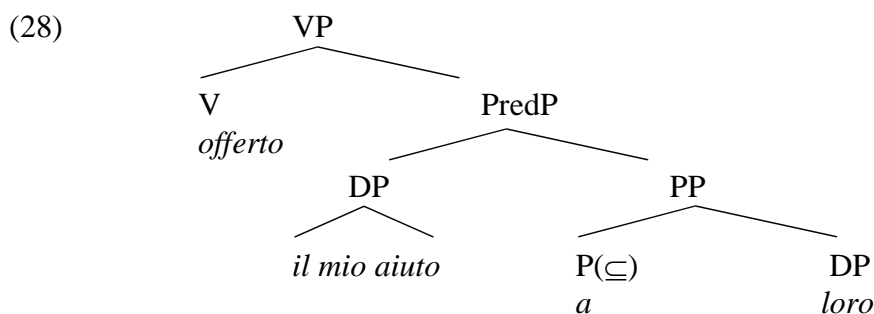 (28) VP
V PredP
offerto
DP PP
il mio aiuto P(⊆) DP
a loro